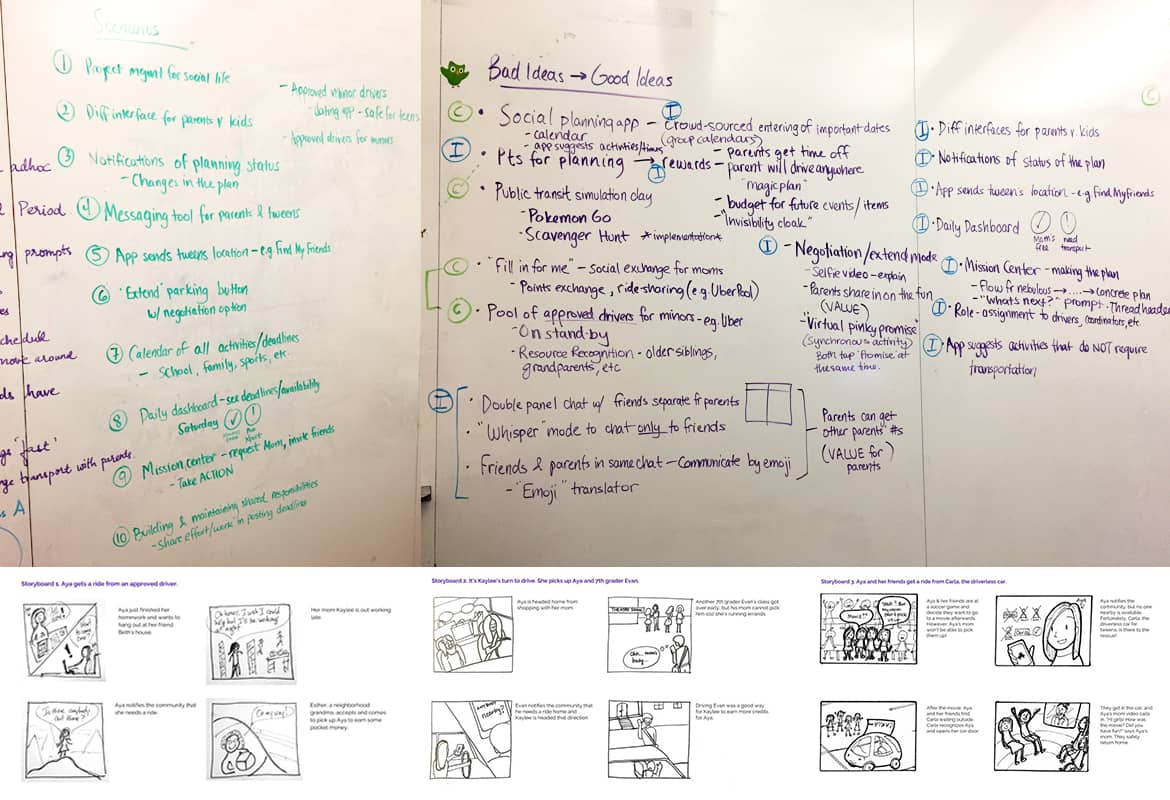 Scenarios
① Project mgmt for social life
② Diff interface for parents v kids
- Approved minor drivers
- dating app - safe for teens
- Approved drivers for minors
adhoc
③ Notifications of planning status
- Changes in the plan
Period
④ Messaging tool for parents & tweens
prompts
⑤ App sends tweens location - e.g. Find My Friends
⑥ "Extend" parking button
w/ negotiation option
⑦ Calendar of all activities/deadlines
- School, family, sports, etc.
move around
have
⑧ Daily dashboard - see deadlines/availability
Saturday
transport with parents.
⑨ Mission center - request Mom, invite friends
- Take ACTION
A
⑩ Building & maintaining shared responsibilities
- Share effort/work in posting deadlines
Bad Ideas → Good Ideas
C • Social planning app - Crowd-sourced entering of important dates
- calendar (group calendars)
- app suggests activities/times
I • Pts for planning → rewards - parents get time off
I - parent will drive anywhere
"magic plan"
- budget for future events/items
- "Invisibility cloak"
C • Public transit simulation day
- Pokemon Go
- Scavenger Hunt *implementation*
C • "Fill in for me" - Social exchange for moms
- Points exchange, ride-sharing (e.g. UberPool)
C • Pool of approved drivers for minors - eg. Uber
- On stand-by
- Resource Recognition - older siblings,
grandparents, etc
I - Negotiation/extend mode
- Selfie video - explain
- Parents share in on the fun
(VALUE)
- "Virtual pinky promise"
(Synchronous activity)
Both tap "Promise" at
the same time.
I • Double panel chat w/ friends separate fr parents
• "Whisper" mode to chat only to friends
• Friends & parents in same chat - Communicate by emoji
- "Emoji" translator
Parents can get
other parents' #s
(VALUE for
parents)
C
I • Diff interfaces for parents v. kids
I • Notifications of status of the plan
I • App sends tween's location - e.g Find My Friends
I • Daily Dashboard
Mom's
free
need
transport
I • Mission Center - making the plan
- Flow fr nebulous → .... → concrete plan
- "What's next?" prompt - Threadheader
I • Role-assignment to drivers, coordinators, etc.
I • App suggests activities that do NOT require
transportation
Storyboard 1. Aya gets a ride from an approved driver.
Aya just finished her
homework and wants to
hang out at her friend
Beth's house.
Oh honey, I wish I could
help but I'll be working
at night
Her mom Kaylee is out working
late.
Is there anybody
out there?
Aya notifies the community that
she needs a ride.
Coming!
Esther, a neighborhood
grandma, accepts and comes
to pick up Aya to earn some
pocket money.
Storyboard 2. It's Kaylee's turn to drive. She picks up Aya and 7th grader Evan.
Aya is headed home from
shopping with her mom.
Another 7th grader Evan's class got
over early, but his mom cannot pick
him coz she's running errands.
Evan notifies the community that
he needs a ride home and
Kaylee is headed that direction.
Driving Evan was a good way
for Kaylee to earn more credits
for Aya.
Storyboard 3. Aya and her friends get a ride from Carla, the driverless car.
Movie??
Aya & her friends are at
a soccer game and
decide they want to go
to a movie afterwards.
However, Aya's mom
won't be able to pick
them up!
Aya
Aya notifies the
community, but no one
nearby is available.
Fortunately, Carla, the
driverless car for
tweens, is there to the
rescue!
After the movie, Aya
and her friends find
Carla waiting outside.
Carla recognizes Aya
and opens her car door.
They get in the car, and
Aya's mom video calls
in. "Hi girls! How was
the movie? Did you
have fun?" says Aya's
mom. They safely
return home.